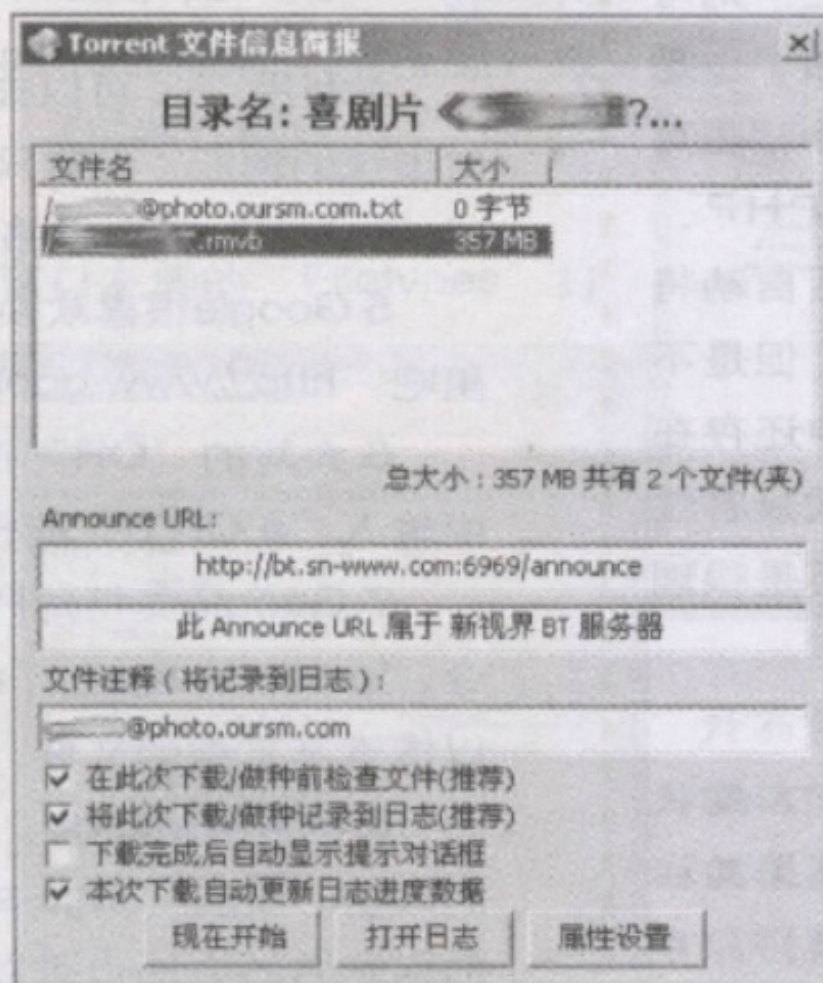 Torrent 文件信息简报
目录名: 喜剧片 ?...
文件名 大小
@photo.oursm.com.txt 0 字节
.rmvb 357 MB
总大小 : 357 MB 共有 2 个文件(夹)
Announce URL:
http://bt.sn-www.com:6969/announce
此 Announce URL 属于 新视界 BT 服务器
文件注释 ( 将记录到日志 ) :
@photo.oursm.com
在此次下载/做种前检查文件(推荐)
将此次下载/做种记录到日志(推荐)
下载完成后自动显示提示对话框
本次下载自动更新日志进度数据
现在开始 打开日志 属性设置